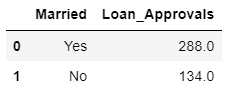 Married Loan_Approvals
0 Yes 288.0
1 No 134.0